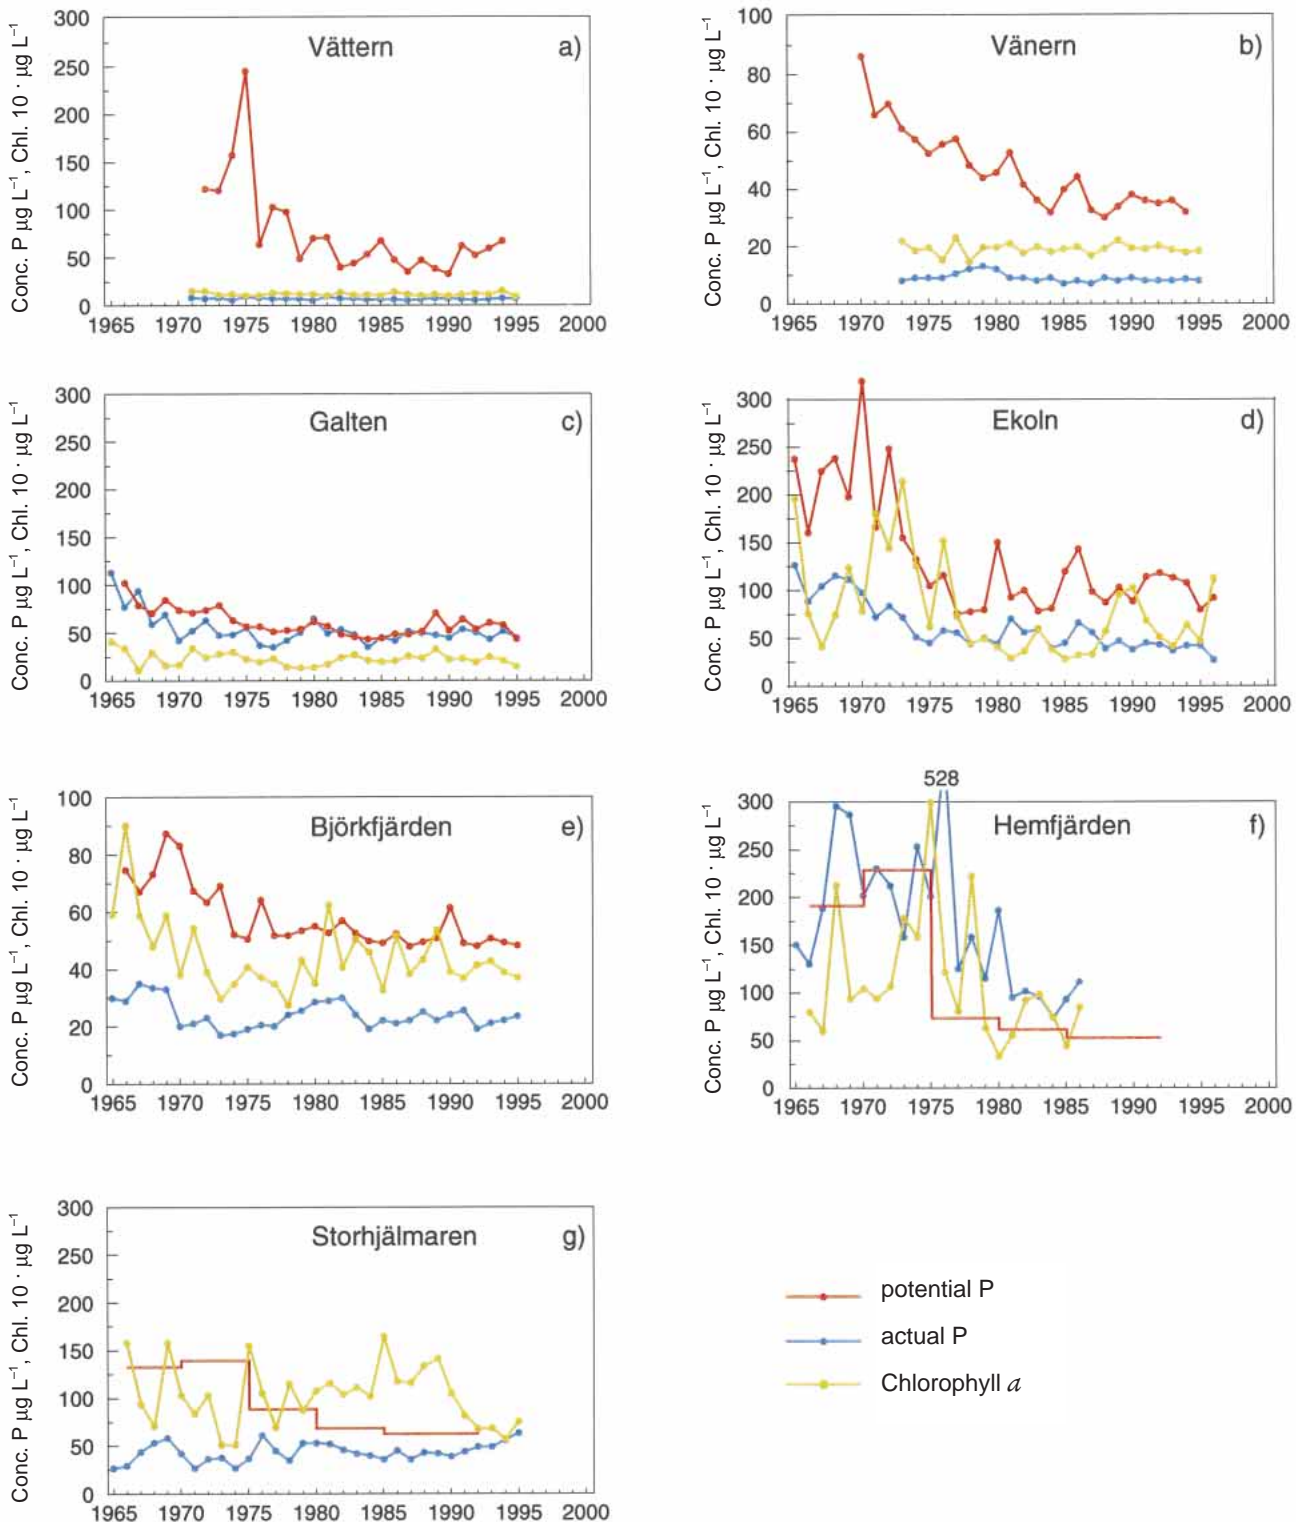 Vättern a)
Conc. P µg L⁻¹, Chl. 10 · µg L⁻¹
300
250
200
150
100
50
0
1965 1970 1975 1980 1985 1990 1995 2000
Vänern b)
Conc. P µg L⁻¹, Chl. 10 · µg L⁻¹
100
80
60
40
20
0
1965 1970 1975 1980 1985 1990 1995 2000
Galten c)
Conc. P µg L⁻¹, Chl. 10 · µg L⁻¹
300
250
200
150
100
50
0
1965 1970 1975 1980 1985 1990 1995 2000
Ekoln d)
Conc. P µg L⁻¹, Chl. 10 · µg L⁻¹
300
250
200
150
100
50
0
1965 1970 1975 1980 1985 1990 1995 2000
Björkfjärden e)
Conc. P µg L⁻¹, Chl. 10 · µg L⁻¹
100
80
60
40
20
0
1965 1970 1975 1980 1985 1990 1995 2000
528
Hemfjärden f)
Conc. P µg L⁻¹, Chl. 10 · µg L⁻¹
300
250
200
150
100
50
0
1965 1970 1975 1980 1985 1990 1995 2000
Storhjälmaren g)
Conc. P µg L⁻¹, Chl. 10 · µg L⁻¹
300
250
200
150
100
50
0
1965 1970 1975 1980 1985 1990 1995 2000
potential P
actual P
Chlorophyll a